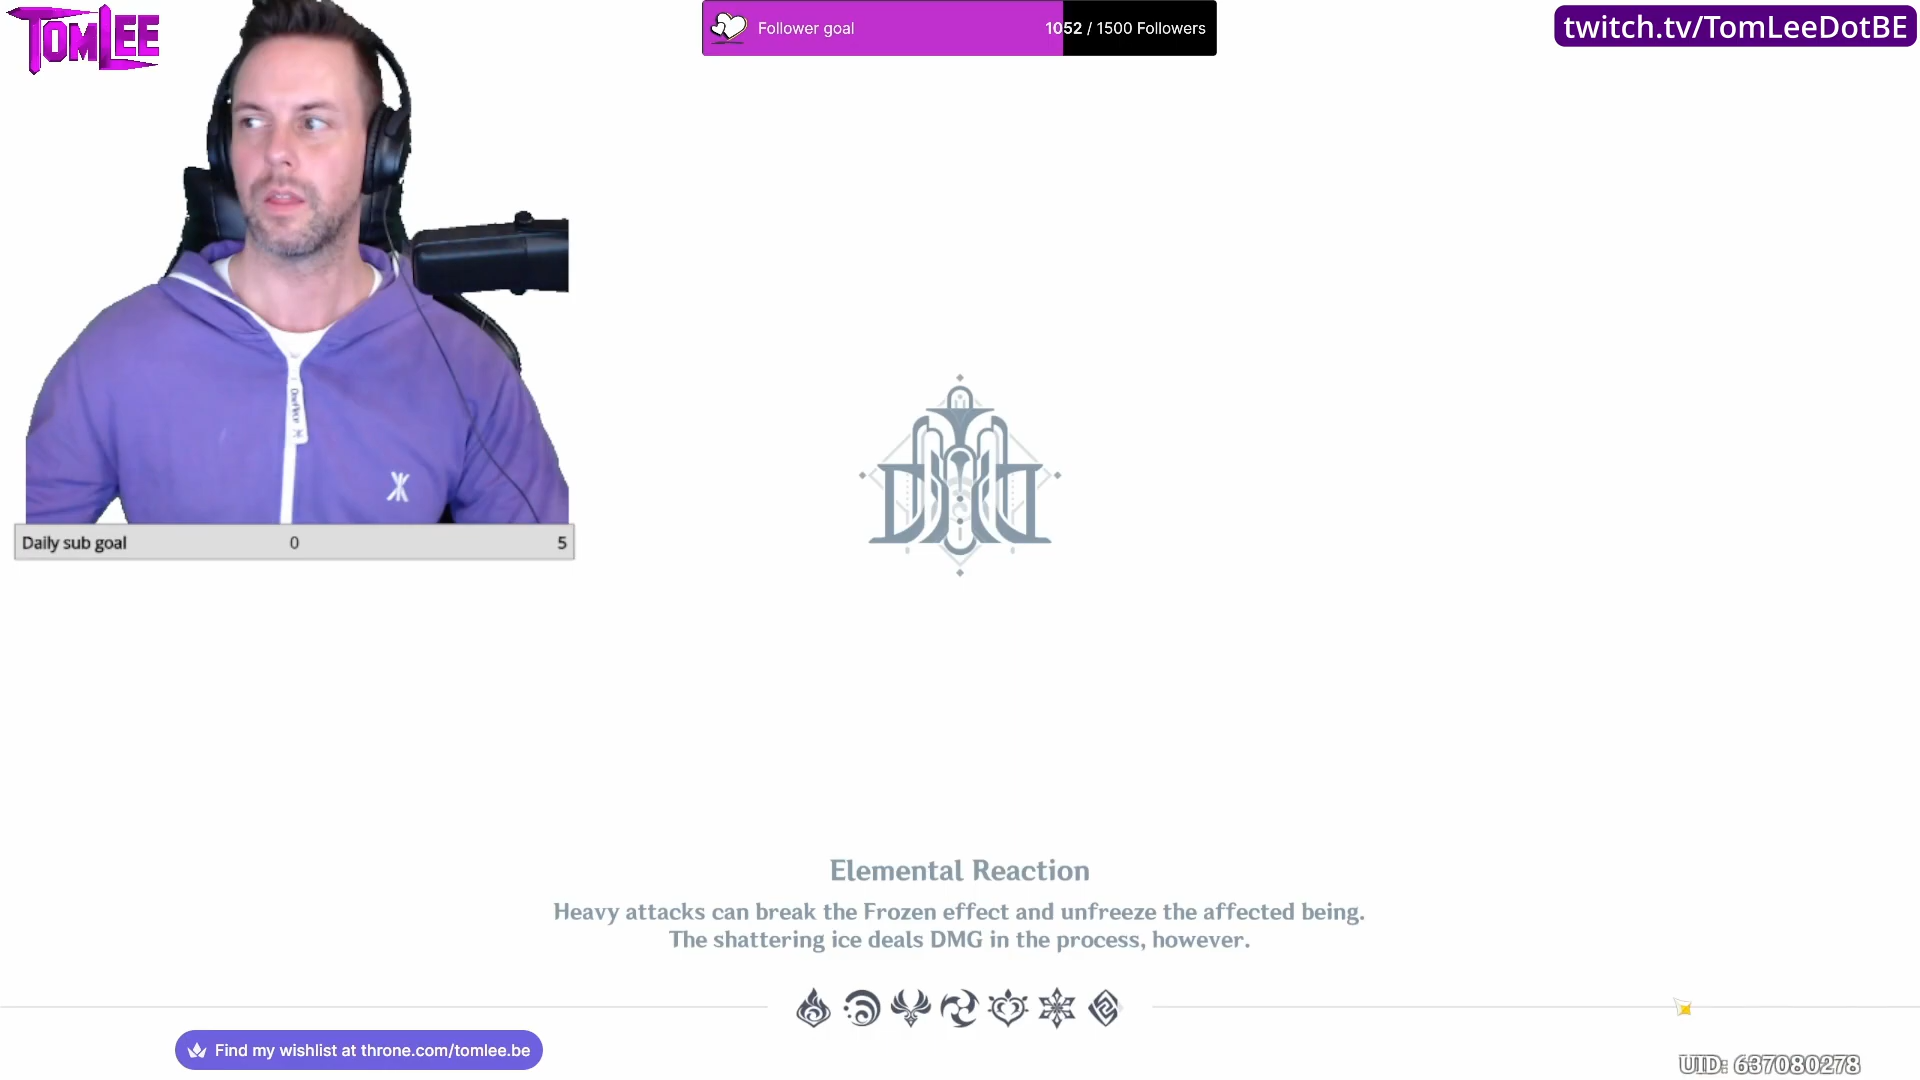 TOMLEE
Follower goal
1052 / 1500 Followers
twitch.tv/TomLeeDotBE
Daily sub goal 0 5
Elemental Reaction
Heavy attacks can break the Frozen effect and unfreeze the affected being.
The shattering ice deals DMG in the process, however.
Find my wishlist at throne.com/tomlee.be
UID: 637080278